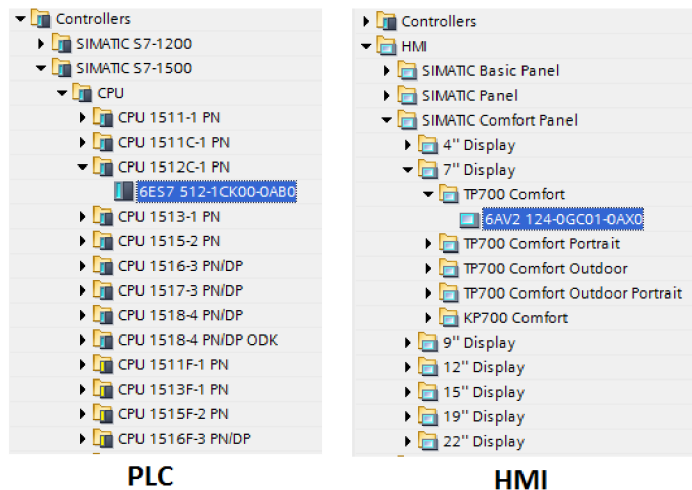 Controllers
SIMATIC S7-1200
SIMATIC S7-1500
CPU
CPU 1511-1 PN
CPU 1511C-1 PN
CPU 1512C-1 PN
6ES7 512-1CK00-0AB0
CPU 1513-1 PN
CPU 1515-2 PN
CPU 1516-3 PN/DP
CPU 1517-3 PN/DP
CPU 1518-4 PN/DP
CPU 1518-4 PN/DP ODK
CPU 1511F-1 PN
CPU 1513F-1 PN
CPU 1515F-2 PN
CPU 1516F-3 PN/DP
PLC
Controllers
HMI
SIMATIC Basic Panel
SIMATIC Panel
SIMATIC Comfort Panel
4'' Display
7'' Display
TP700 Comfort
6AV2 124-0GC01-0AX0
TP700 Comfort Portrait
TP700 Comfort Outdoor
TP700 Comfort Outdoor Portrait
KP700 Comfort
9'' Display
12'' Display
15'' Display
19'' Display
22'' Display
HMI